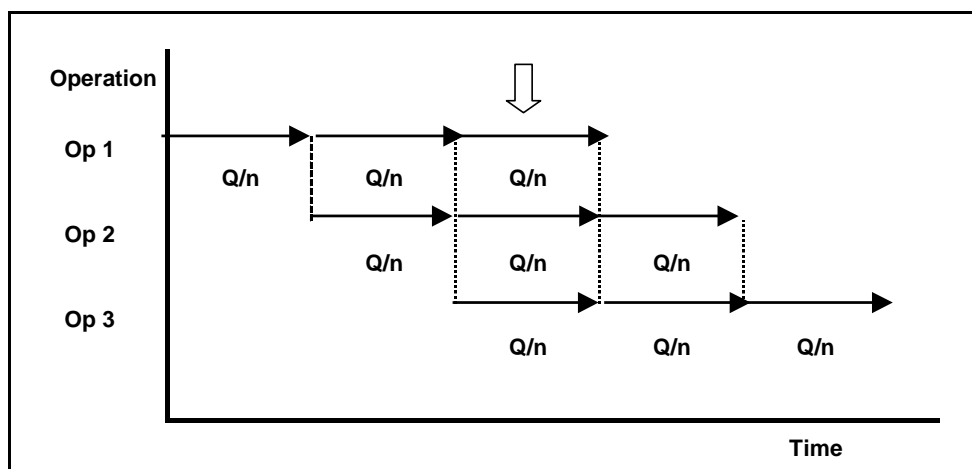 Operation
Op 1
Q/n Q/n Q/n
Op 2
Q/n Q/n Q/n
Op 3
Q/n Q/n Q/n
Time